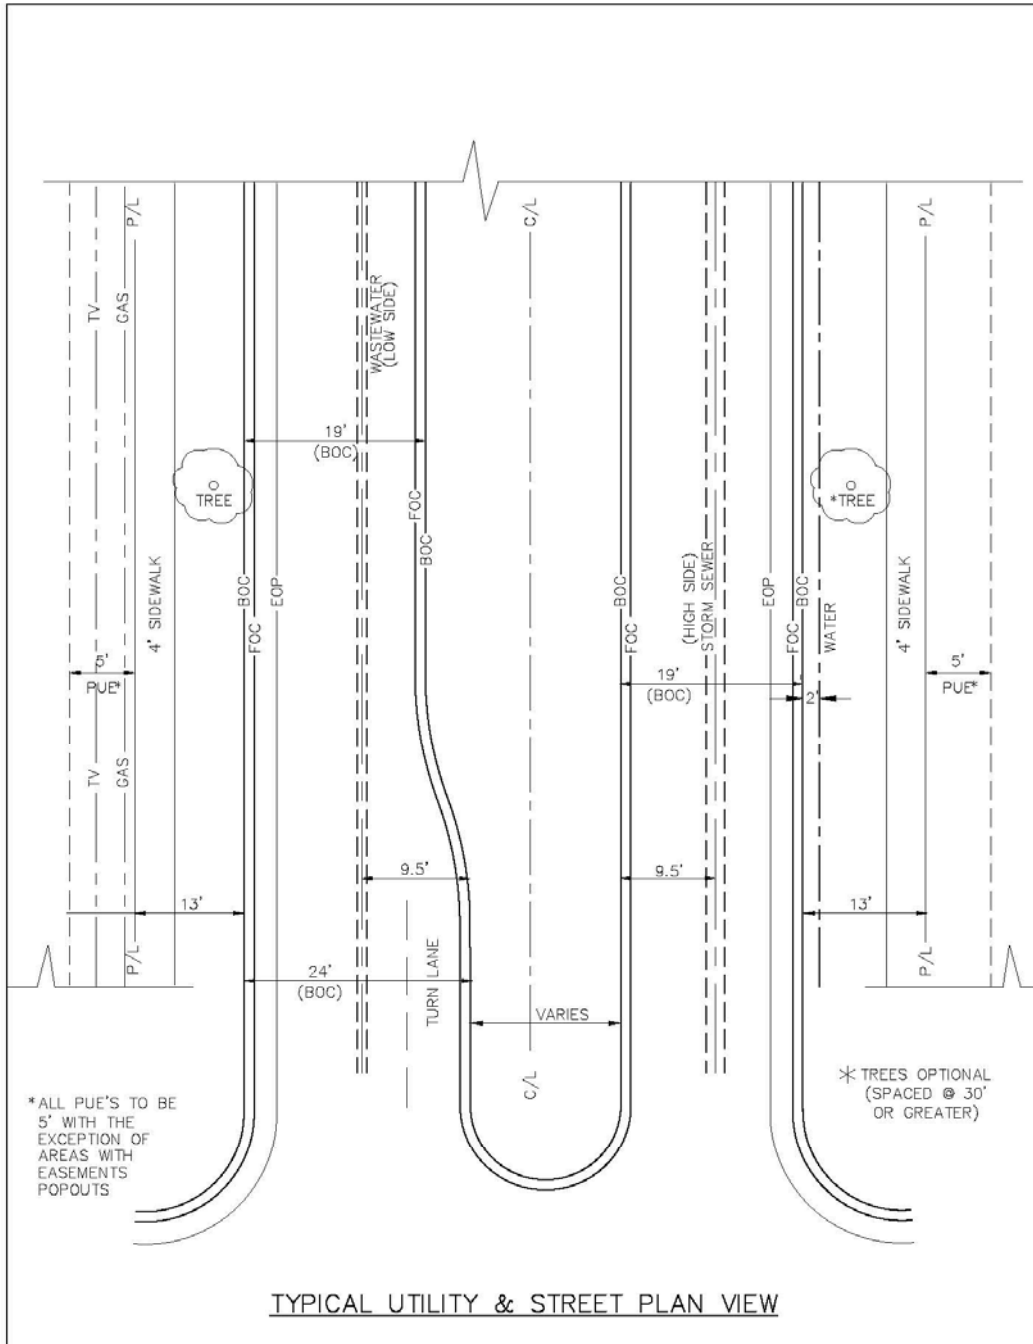 P/L
C/L
P/L
TV
GAS
WASTEWATER
(LOW SIDE)
19'
(BOC)
TREE
*TREE
FOC
BOC
4' SIDEWALK
BOC
FOC
EOP
BOC
FOC
(HIGH SIDE)
STORM SEWER
EOP
FOC
BOC
WATER
4' SIDEWALK
5'
PUE*
19'
(BOC)
2'
5'
PUE*
TV
GAS
9.5'
9.5'
13'
13'
P/L
P/L
24'
(BOC)
TURN LANE
VARIES
C/L
*ALL PUE'S TO BE
5' WITH THE
EXCEPTION OF
AREAS WITH
EASEMENTS
POPOUTS
* TREES OPTIONAL
(SPACED @ 30'
OR GREATER)
TYPICAL UTILITY & STREET PLAN VIEW